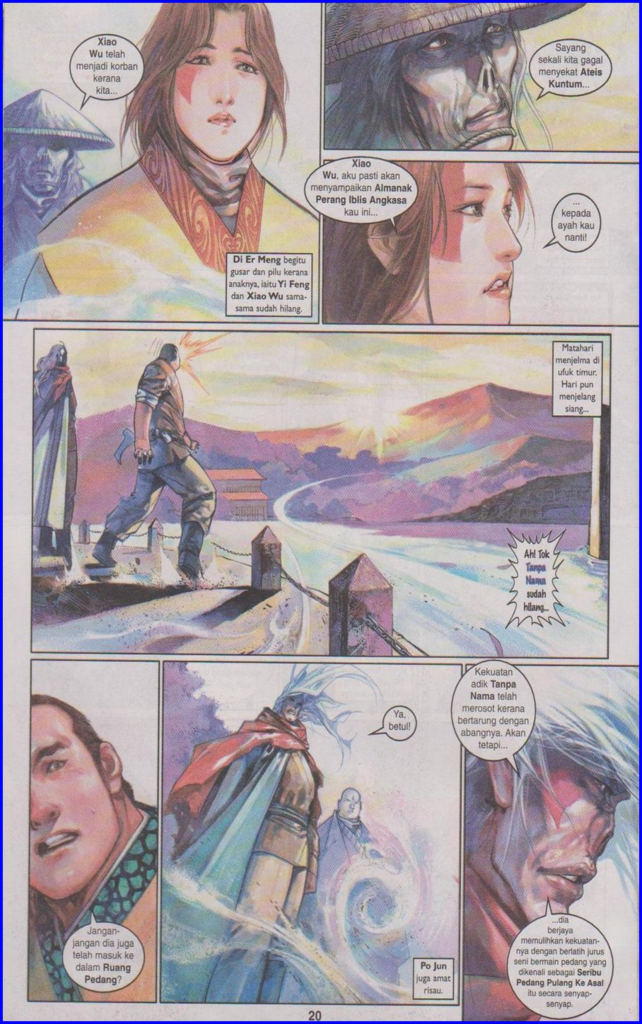 Xiao
Wu telah
menjadi korban
kerana
kita...
Sayang
sekali kita gagal
menyekat Ateis
Kuntum...
Xiao
Wu, aku pasti akan
menyampaikan Almanak
Perang Iblis Angkasa
kau ini...
...
kepada
ayah kau
nanti!
Di Er Meng begitu
gusar dan pilu kerana
anaknya, iaitu Yi Feng
dan Xiao Wu sama-
sama sudah hilang.
Matahari
menjelma di
ufuk timur.
Hari pun
menjelang
siang...
Ah! Tok
Tanpa
Nama
sudah
hilang...
Jangan-
jangan dia juga
telah masuk ke
dalam Ruang
Pedang?
Ya,
betul!
Po Jun
juga amat
risau.
Kekuatan
adik Tanpa
Nama telah
merosot kerana
bertarung dengan
abangnya. Akan
tetapi...
...dia
berjaya
memulihkan kekuatan-
nya dengan berlatih jurus
seni bermain pedang yang
dikenali sebagai Seribu
Pedang Pulang Ke Asal
itu secara senyap-
senyap.
20